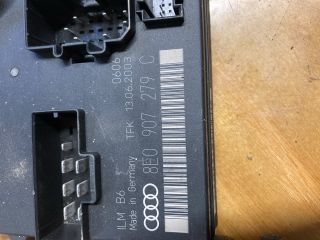 0606
TFK 13.06.2003
8E0 907 279 C
ILM B6
Made in Germany